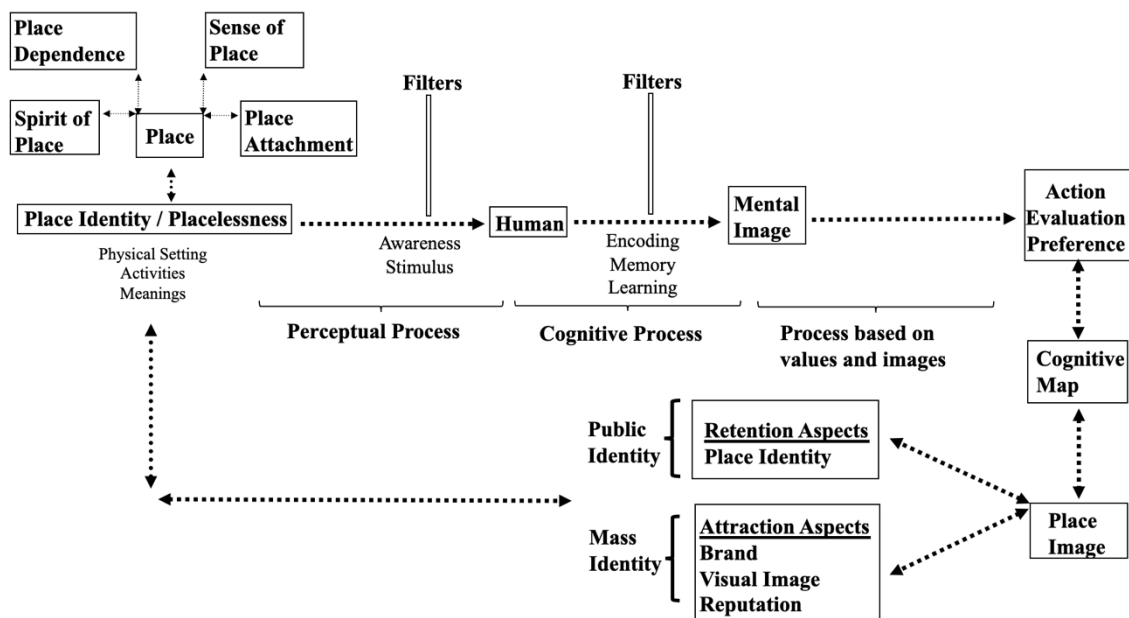 Place
Dependence
Sense of
Place
Spirit of
Place
Place
Place
Attachment
Filters
Filters
Place Identity / Placelessness
Physical Setting
Activities
Meanings
Awareness
Stimulus
Human
Encoding
Memory
Learning
Mental
Image
Action
Evaluation
Preference
Perceptual Process
Cognitive Process
Process based on
values and images
Cognitive
Map
Public
Identity
Retention Aspects
Place Identity
Mass
Identity
Attraction Aspects
Brand
Visual Image
Reputation
Place
Image